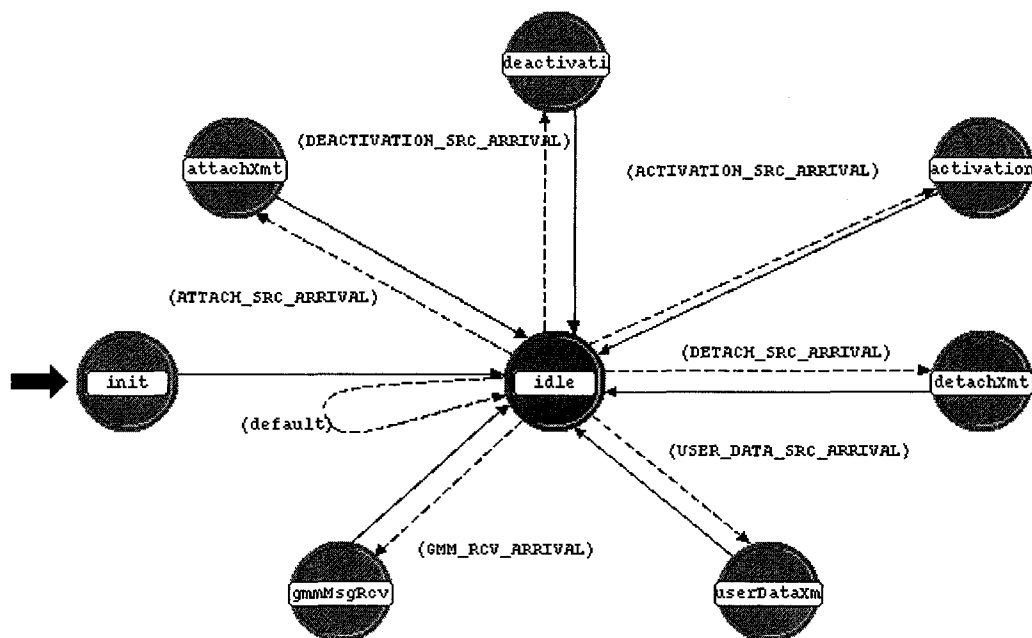 deactivati
(DEACTIVATION_SRC_ARRIVAL)
attachXmt
(ACTIVATION_SRC_ARRIVAL)
activation
(ATTACH_SRC_ARRIVAL)
(DETACH_SRC_ARRIVAL)
init
idle
detachXmt
(default)
(USER_DATA_SRC_ARRIVAL)
(GMM_RCV_ARRIVAL)
gmmMsgRcv
userDataXm